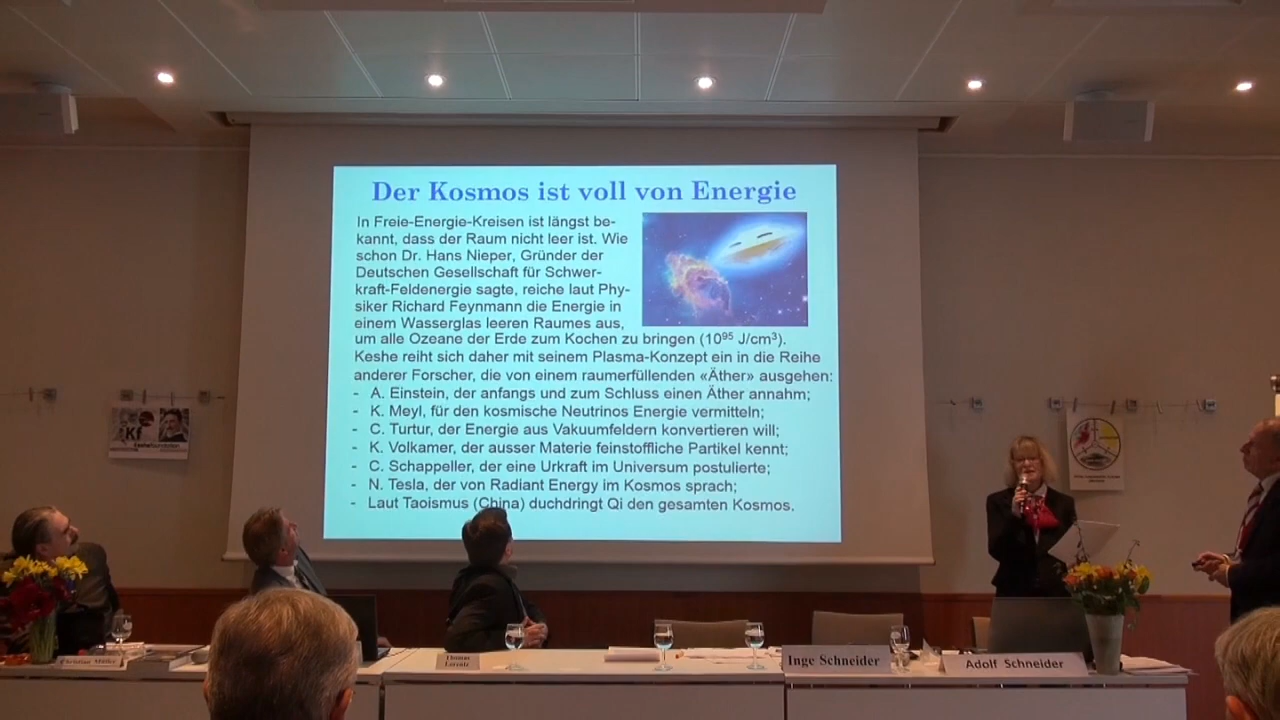 Der Kosmos ist voll von Energie
In Freie-Energie-Kreisen ist längst be-
kannt, dass der Raum nicht leer ist. Wie
schon Dr. Hans Nieper, Gründer der
Deutschen Gesellschaft für Schwer-
kraft-Feldenergie sagte, reiche laut Phy-
siker Richard Feynmann die Energie in
einem Wasserglas leeren Raumes aus,
um alle Ozeane der Erde zum Kochen zu bringen (10⁹⁵ J/cm³).
Keshe reiht sich daher mit seinem Plasma-Konzept ein in die Reihe
anderer Forscher, die von einem raumerfüllenden «Äther» ausgehen:
- A. Einstein, der anfangs und zum Schluss einen Äther annahm;
- K. Meyl, für den kosmische Neutrinos Energie vermitteln;
- C. Turtur, der Energie aus Vakuumfeldern konvertieren will;
- K. Volkamer, der ausser Materie feinstoffliche Partikel kennt;
- C. Schappeller, der eine Urkraft im Universum postulierte;
- N. Tesla, der von Radiant Energy im Kosmos sprach;
- Laut Taoismus (China) duchdringt Qi den gesamten Kosmos.
Kf
Thomas
Lorentz
Inge Schneider
Adolf Schneider